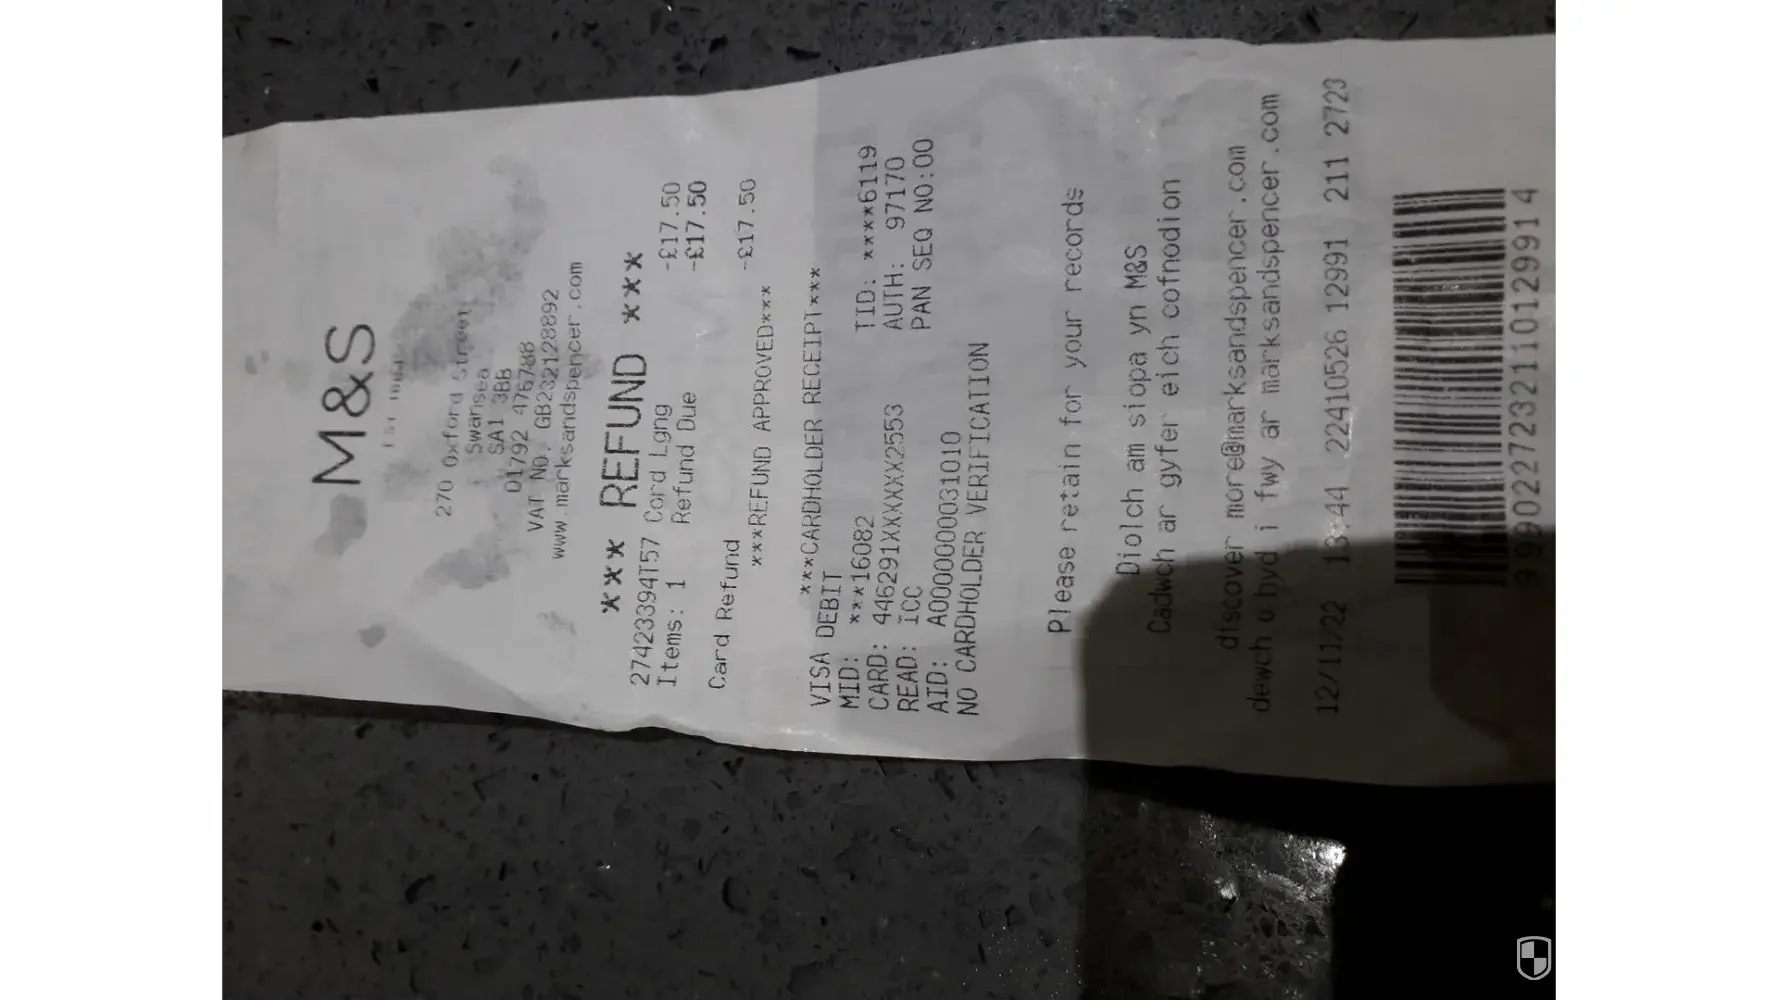 M&S
EST. 1884
270 Oxford Street
Swansea
SA1 3BB
01792 476788
VAT NO. GB232128892
www.marksandspencer.com
*** REFUND ***
27423394T57 Cord Lgng -£17.50
Items: 1 Refund Due -£17.50
Card Refund -£17.50
***REFUND APPROVED***
***CARDHOLDER RECEIPT***
VISA DEBIT
MID: ***16082 TID: ****6119
CARD: 446291XXXXXX2553 AUTH: 97170
READ: ICC PAN SEQ NO:00
AID: A0000000031010
NO CARDHOLDER VERIFICATION
Please retain for your records
Diolch am siopa yn M&S
Cadwch ar gyfer eich cofnodion
discover more@marksandspencer.com
dewch o hyd i fwy ar marksandspencer.com
12/11/22 13:44 22410526 12991 211 2723